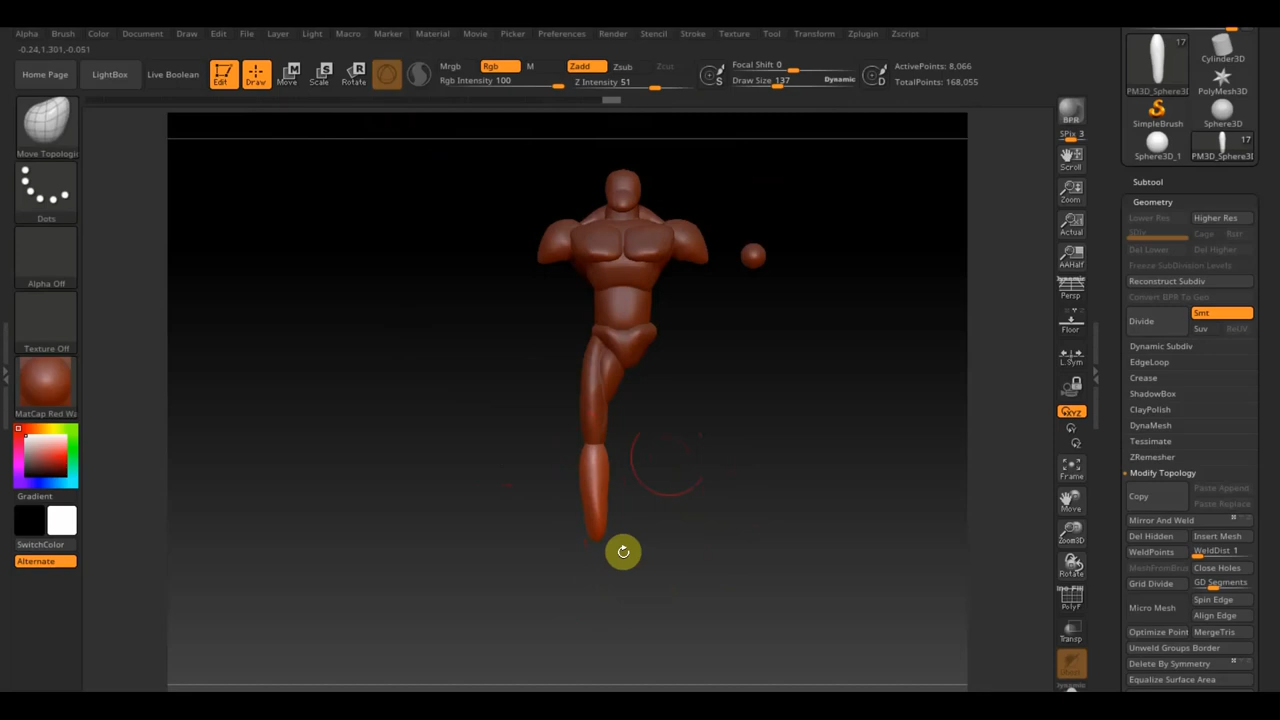 Alpha Brush Color Document Draw Edit File Layer Light Macro Marker Material Movie Picker Preferences Render Stencil Stroke Texture Tool Transform Zplugin Zscript
-0.24,1.301,-0.051
Home Page LightBox Live Boolean Edit Draw Move Scale Rotate
Mrgb Rgb M Zadd Zsub Zcut
Rgb Intensity 100 Z Intensity 51
Focal Shift 0
Draw Size 137 Dynamic
S
D
ActivePoints: 8,066
TotalPoints: 168,055
Move Topologic
Dots
Alpha Off
Texture Off
MatCap Red Wa
Gradient
SwitchColor
Alternate
BPR
SPix 3
Scroll
Zoom
Actual
AAHalf
Dynamic
Persp
Floor
L.Sym
XYZ
Frame
Move
Zoom3D
Rotate
PolyF
Transp
Dynamic
17
PM3D_Sphere3D
Cylinder3D
PolyMesh3D
SimpleBrush
Sphere3D
Sphere3D_1
17
PM3D_Sphere3D
Subtool
Geometry
Lower Res Higher Res
SDiv Cage Rstr
Del Lower Del Higher
Freeze SubDivision Levels
Reconstruct Subdiv
Convert BPR To Geo
Divide
Smt
Suv ReUV
Dynamic Subdiv
EdgeLoop
Crease
ShadowBox
ClayPolish
DynaMesh
Tessimate
ZRemesher
Modify Topology
Copy
Paste Append
Paste Replace
Mirror And Weld
Del Hidden Insert Mesh
WeldPoints WeldDist 1
MeshFromBrus Close Holes
Grid Divide GD Segments
Micro Mesh
Spin Edge
Align Edge
Optimize Point MergeTris
Unweld Groups Border
Delete By Symmetry
Equalize Surface Area